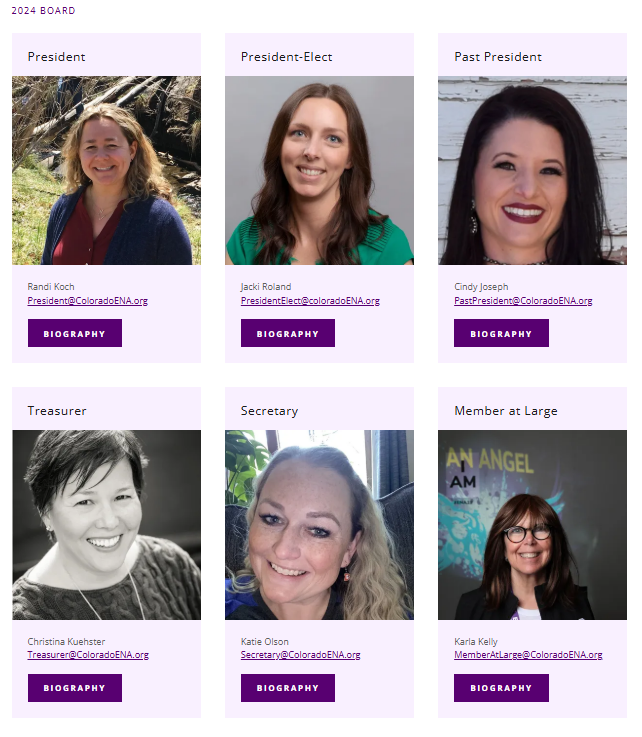 2024 BOARD
President
President-Elect
Past President
Randi Koch
President@ColoradoENA.org
BIOGRAPHY
Jacki Roland
PresidentElect@coloradoENA.org
BIOGRAPHY
Cindy Joseph
PastPresident@ColoradoENA.org
BIOGRAPHY
Treasurer
Secretary
Member at Large
AN ANGEL
I
AM
Christina Kuehster
Treasurer@ColoradoENA.org
BIOGRAPHY
Katie Olson
Secretary@ColoradoENA.org
BIOGRAPHY
Karla Kelly
MemberAtLarge@ColoradoENA.org
BIOGRAPHY